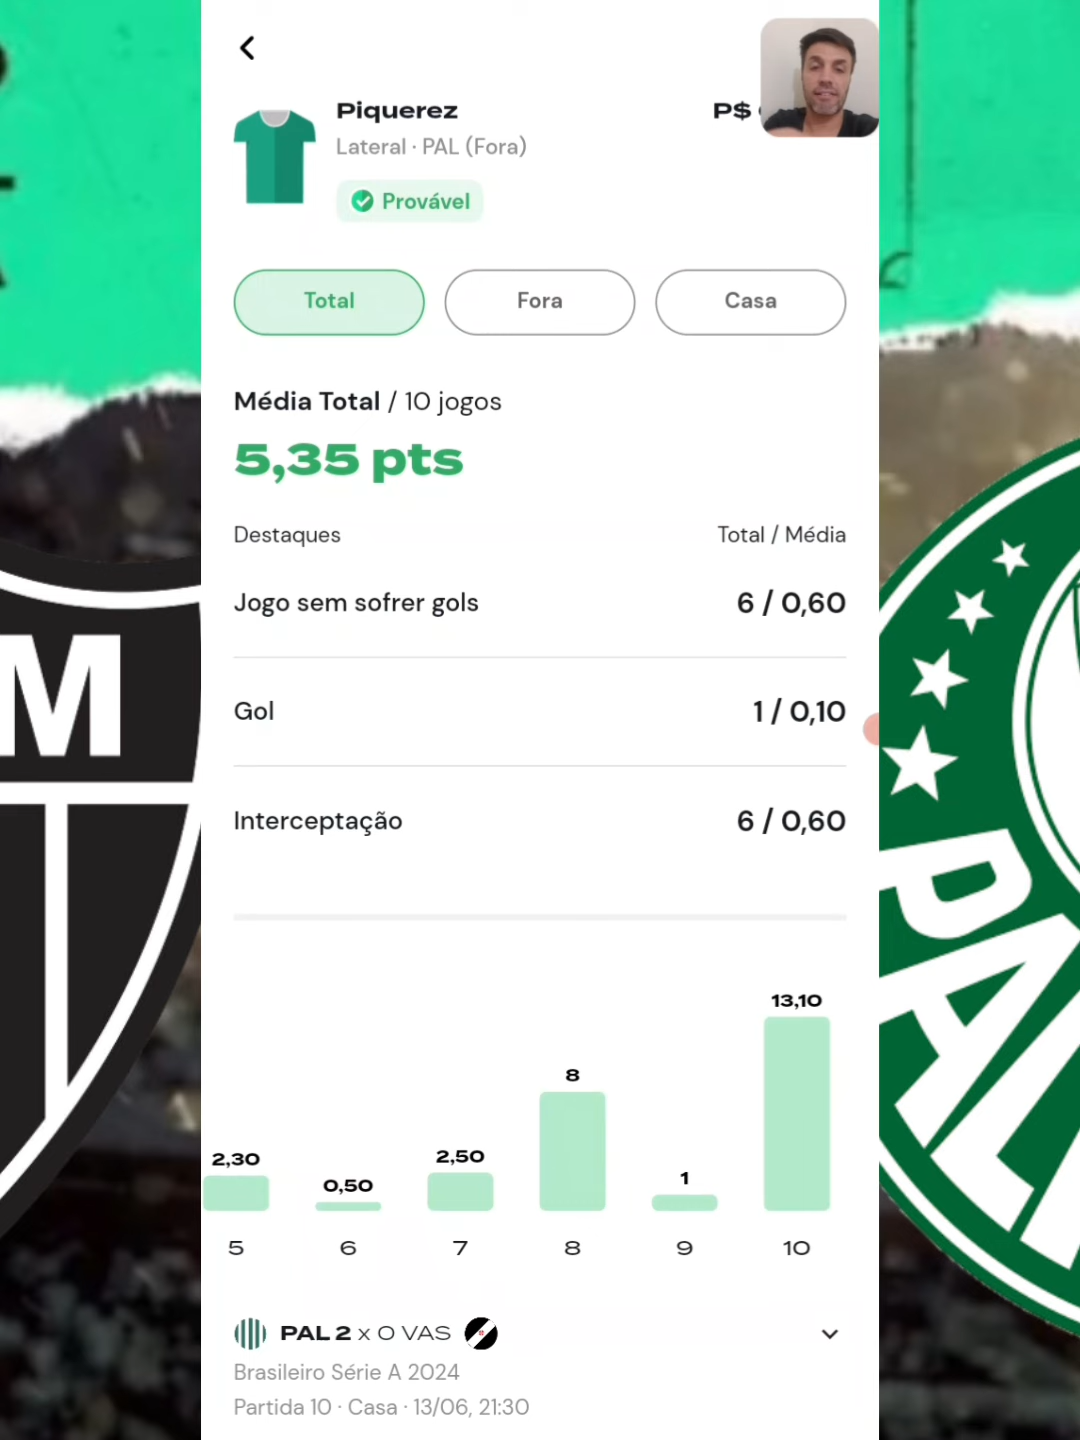 Piquerez
P$
Lateral · PAL (Fora)
Provável
Total
Fora
Casa
Média Total / 10 jogos
5,35 pts
Destaques
Total / Média
Jogo sem sofrer gols
6 / 0,60
Gol
1 / 0,10
Interceptação
6 / 0,60
13,10
8
2,30
0,50
2,50
1
5
6
7
8
9
10
PAL 2 x 0 VAS
Brasileiro Série A 2024
Partida 10 · Casa · 13/06, 21:30
M
PAL